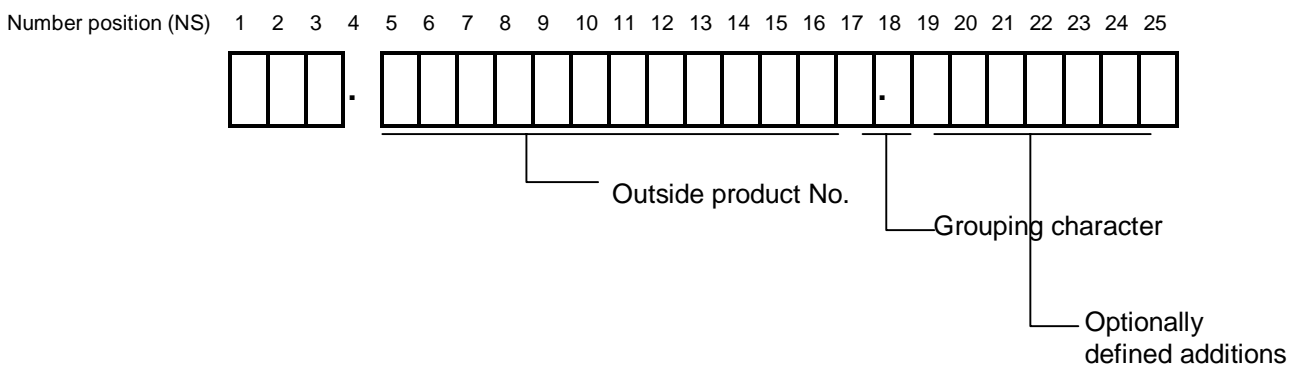 Number position (NS) 1 2 3 4 5 6 7 8 9 10 11 12 13 14 15 16 17 18 19 20 21 22 23 24 25
. .
Outside product No.
Grouping character
Optionally
defined additions